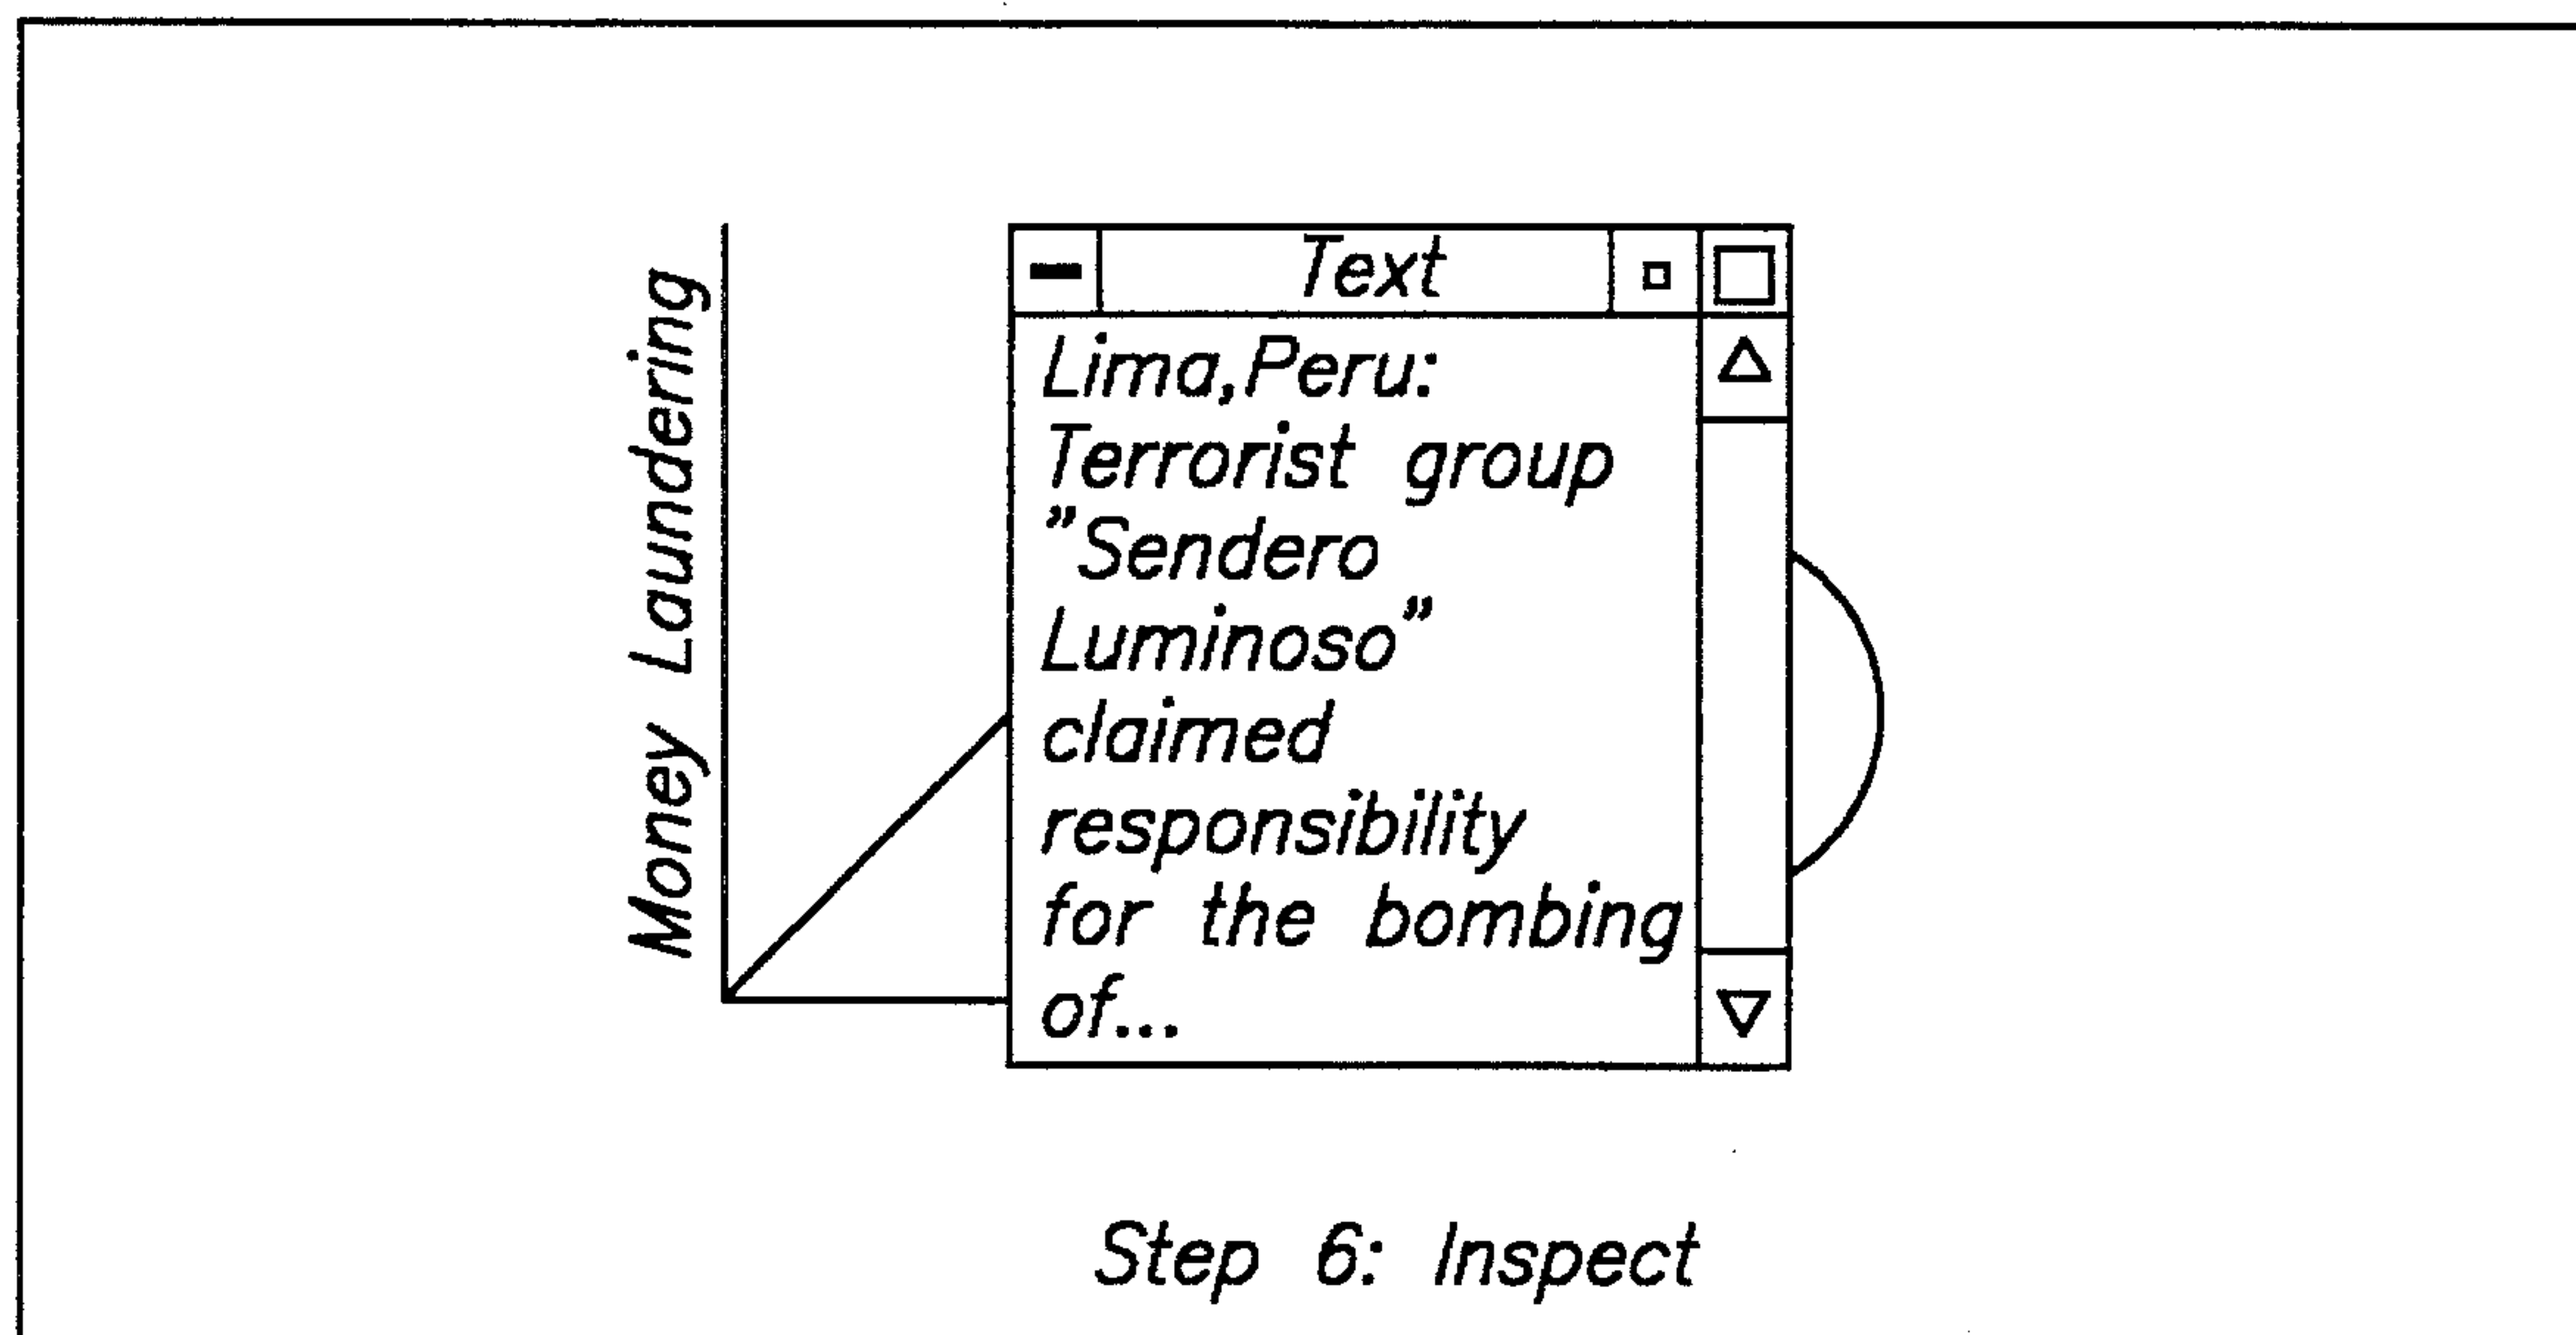 Money Laundering
Text
Lima,Peru:
Terrorist group
"Sendero
Luminoso"
claimed
responsibility
for the bombing
of...
Step 6: Inspect